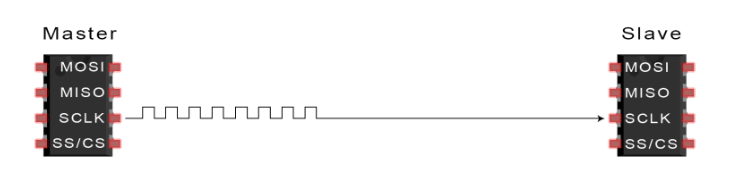 Master
Slave
MOSI
MISO
SCLK
SS/CS
MOSI
MISO
SCLK
SS/CS